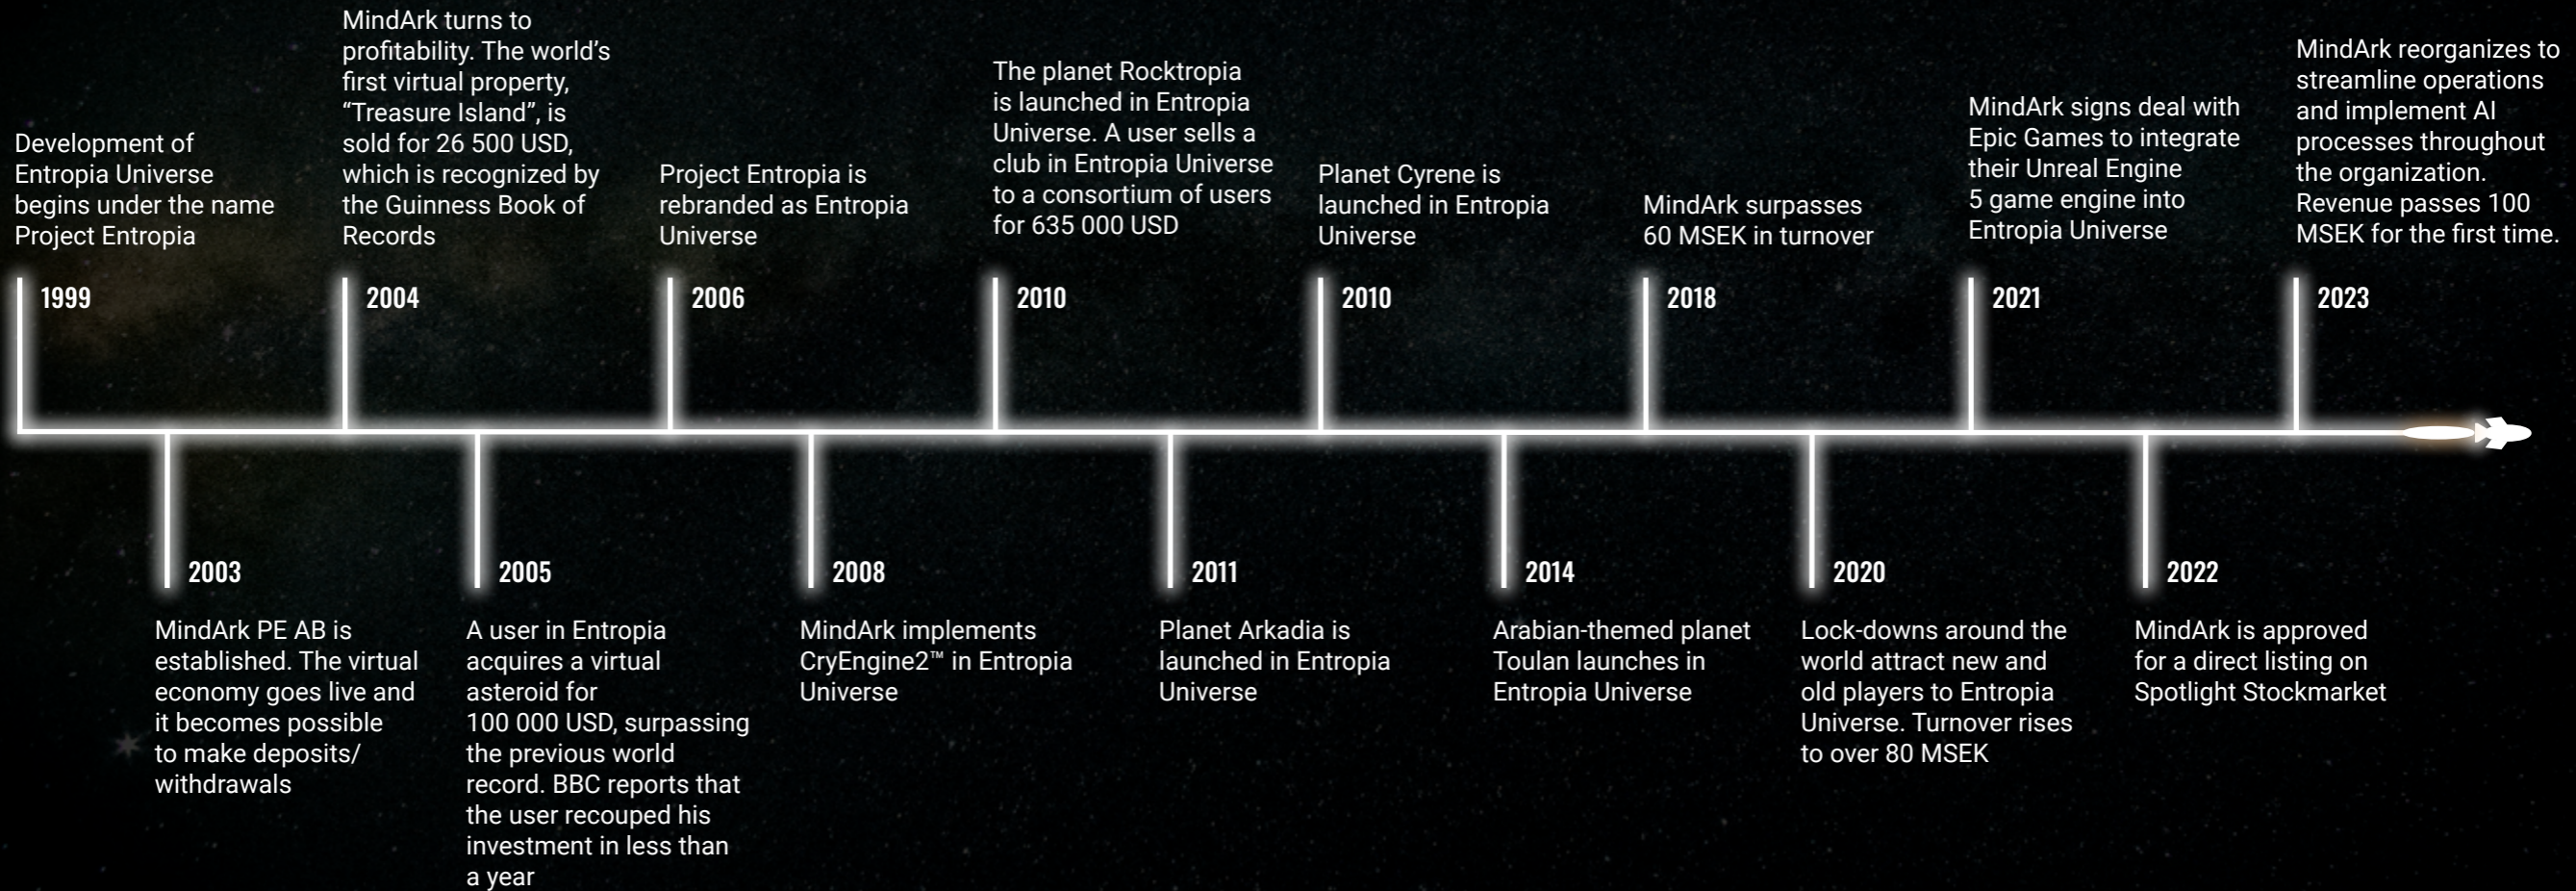 Development of
Entropia Universe
begins under the name
Project Entropia
1999
MindArk PE AB is
established. The virtual
economy goes live and
it becomes possible
to make deposits/
withdrawals
2003
MindArk turns to
profitability. The world’s
first virtual property,
“Treasure Island”, is
sold for 26 500 USD,
which is recognized by
the Guinness Book of
Records
2004
2005
A user in Entropia
acquires a virtual
asteroid for
100 000 USD, surpassing
the previous world
record. BBC reports that
the user recouped his
investment in less than
a year
Project Entropia is
rebranded as Entropia
Universe
2006
2008
MindArk implements
CryEngine2™ in Entropia
Universe
The planet Rocktropia
is launched in Entropia
Universe. A user sells a
club in Entropia Universe
to a consortium of users
for 635 000 USD
2010
2011
Planet Arkadia is
launched in Entropia
Universe
Planet Cyrene is
launched in Entropia
Universe
2010
2014
Arabian-themed planet
Toulan launches in
Entropia Universe
MindArk surpasses
60 MSEK in turnover
2018
2020
Lock-downs around the
world attract new and
old players to Entropia
Universe. Turnover rises
to over 80 MSEK
MindArk signs deal with
Epic Games to integrate
their Unreal Engine
5 game engine into
Entropia Universe
2021
2022
MindArk is approved
for a direct listing on
Spotlight Stockmarket
MindArk reorganizes to
streamline operations
and implement AI
processes throughout
the organization.
Revenue passes 100
MSEK for the first time.
2023